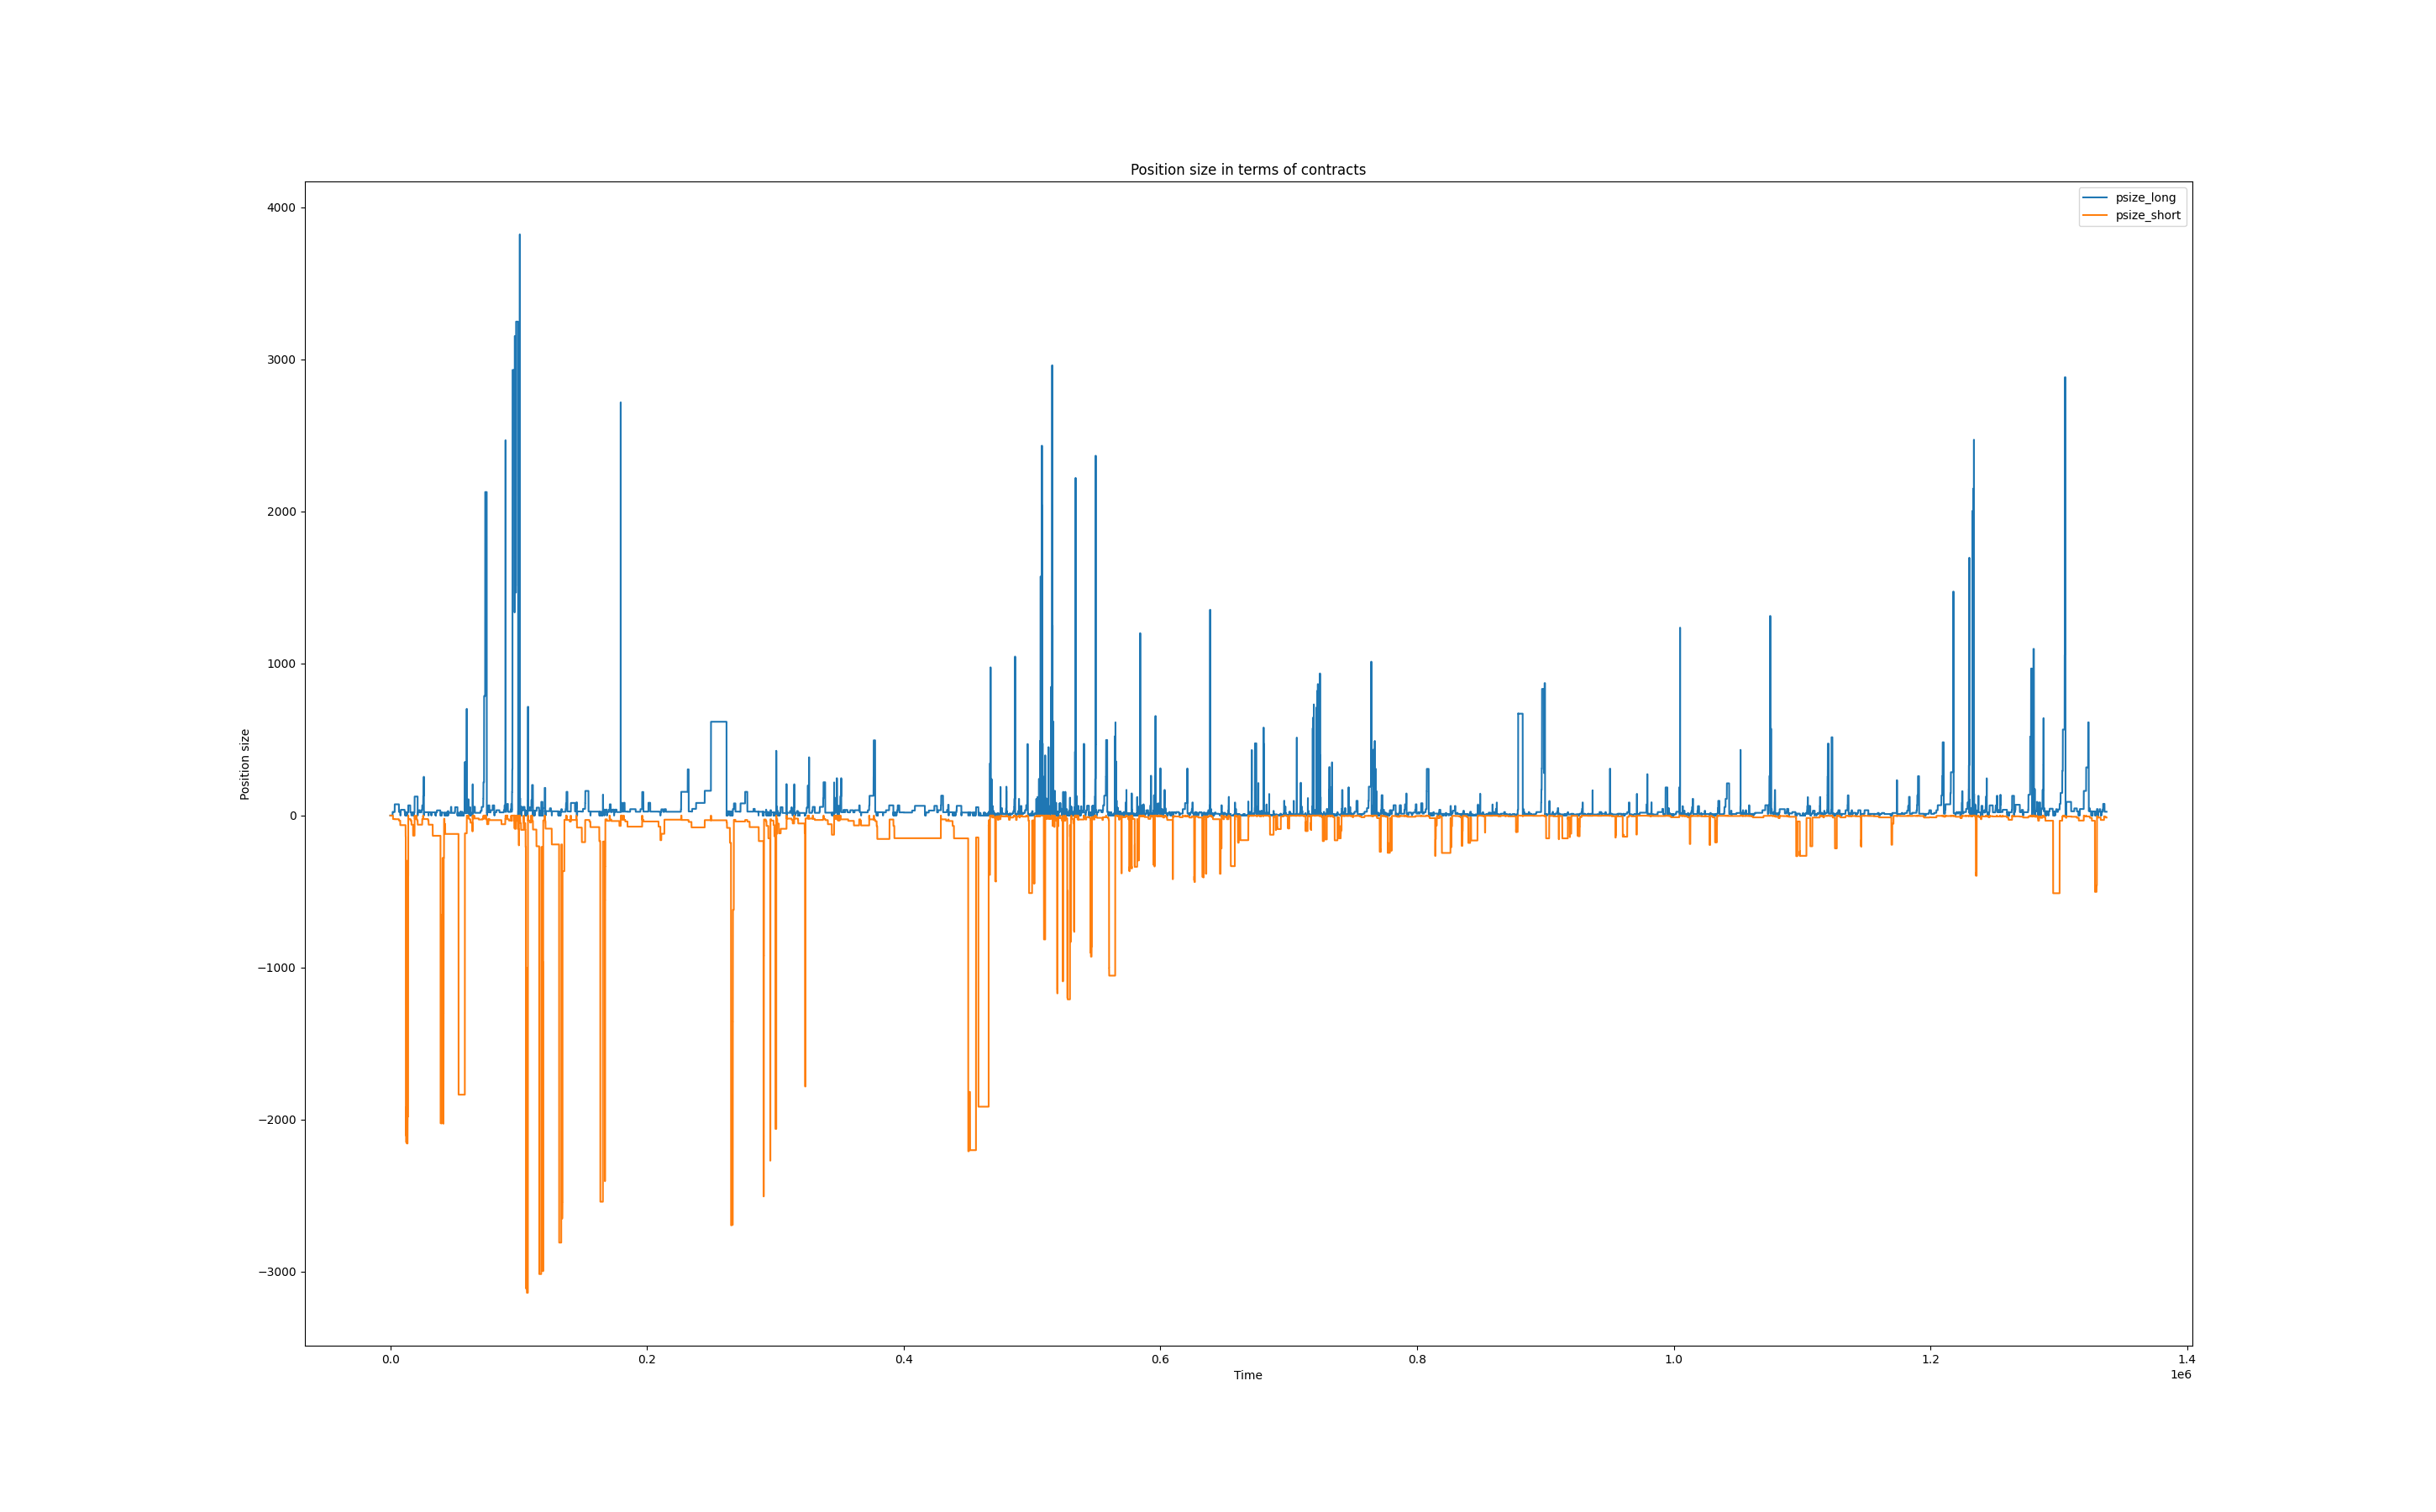 Position size in terms of contracts
psize_long
psize_short
Position size
4000
3000
2000
1000
0
−1000
−2000
−3000
0.0 0.2 0.4 0.6 0.8 1.0 1.2 1.4
1e6
Time